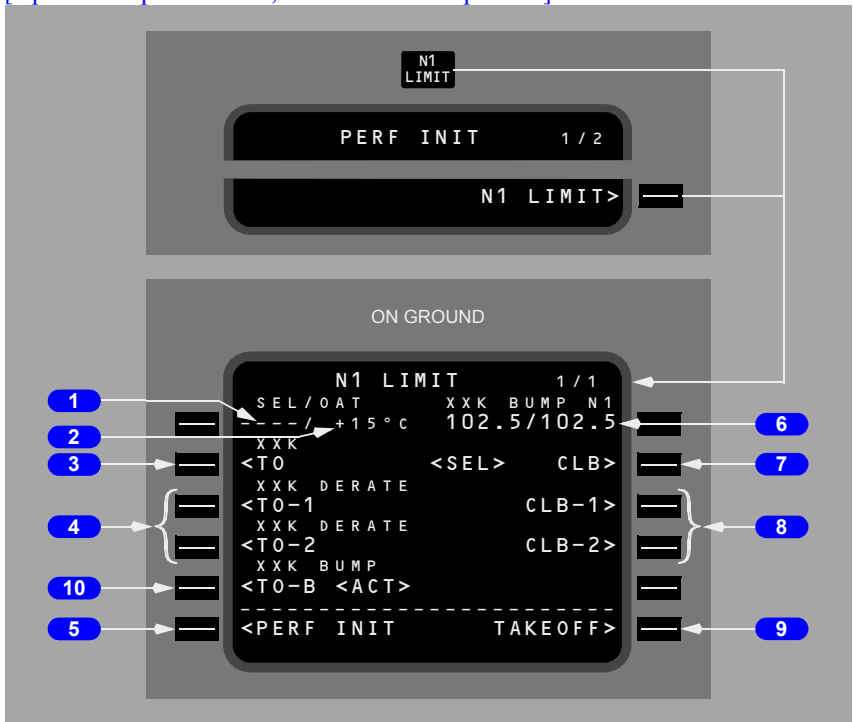 N1
LIMIT
PERF INIT 1/2
N1 LIMIT>
ON GROUND
N1 LIMIT 1/1
1
SEL/OAT XXK BUMP N1
2
----/ +15°C 102.5/102.5
6
XXK
3
<TO <SEL> CLB>
7
XXK DERATE
<TO-1 CLB-1>
4
XXK DERATE
8
<TO-2 CLB-2>
XXK BUMP
10
<TO-B <ACT>
------------------------
5
<PERF INIT TAKEOFF>
9